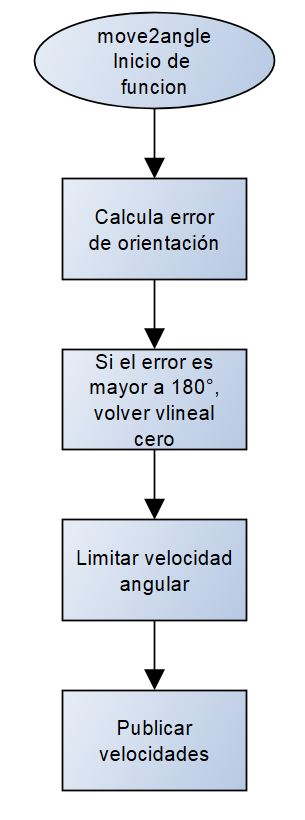 move2angle
Inicio de
funcion
Calcula error
de orientación
Si el error es
mayor a 180°,
volver vlineal
cero
Limitar velocidad
angular
Publicar
velocidades